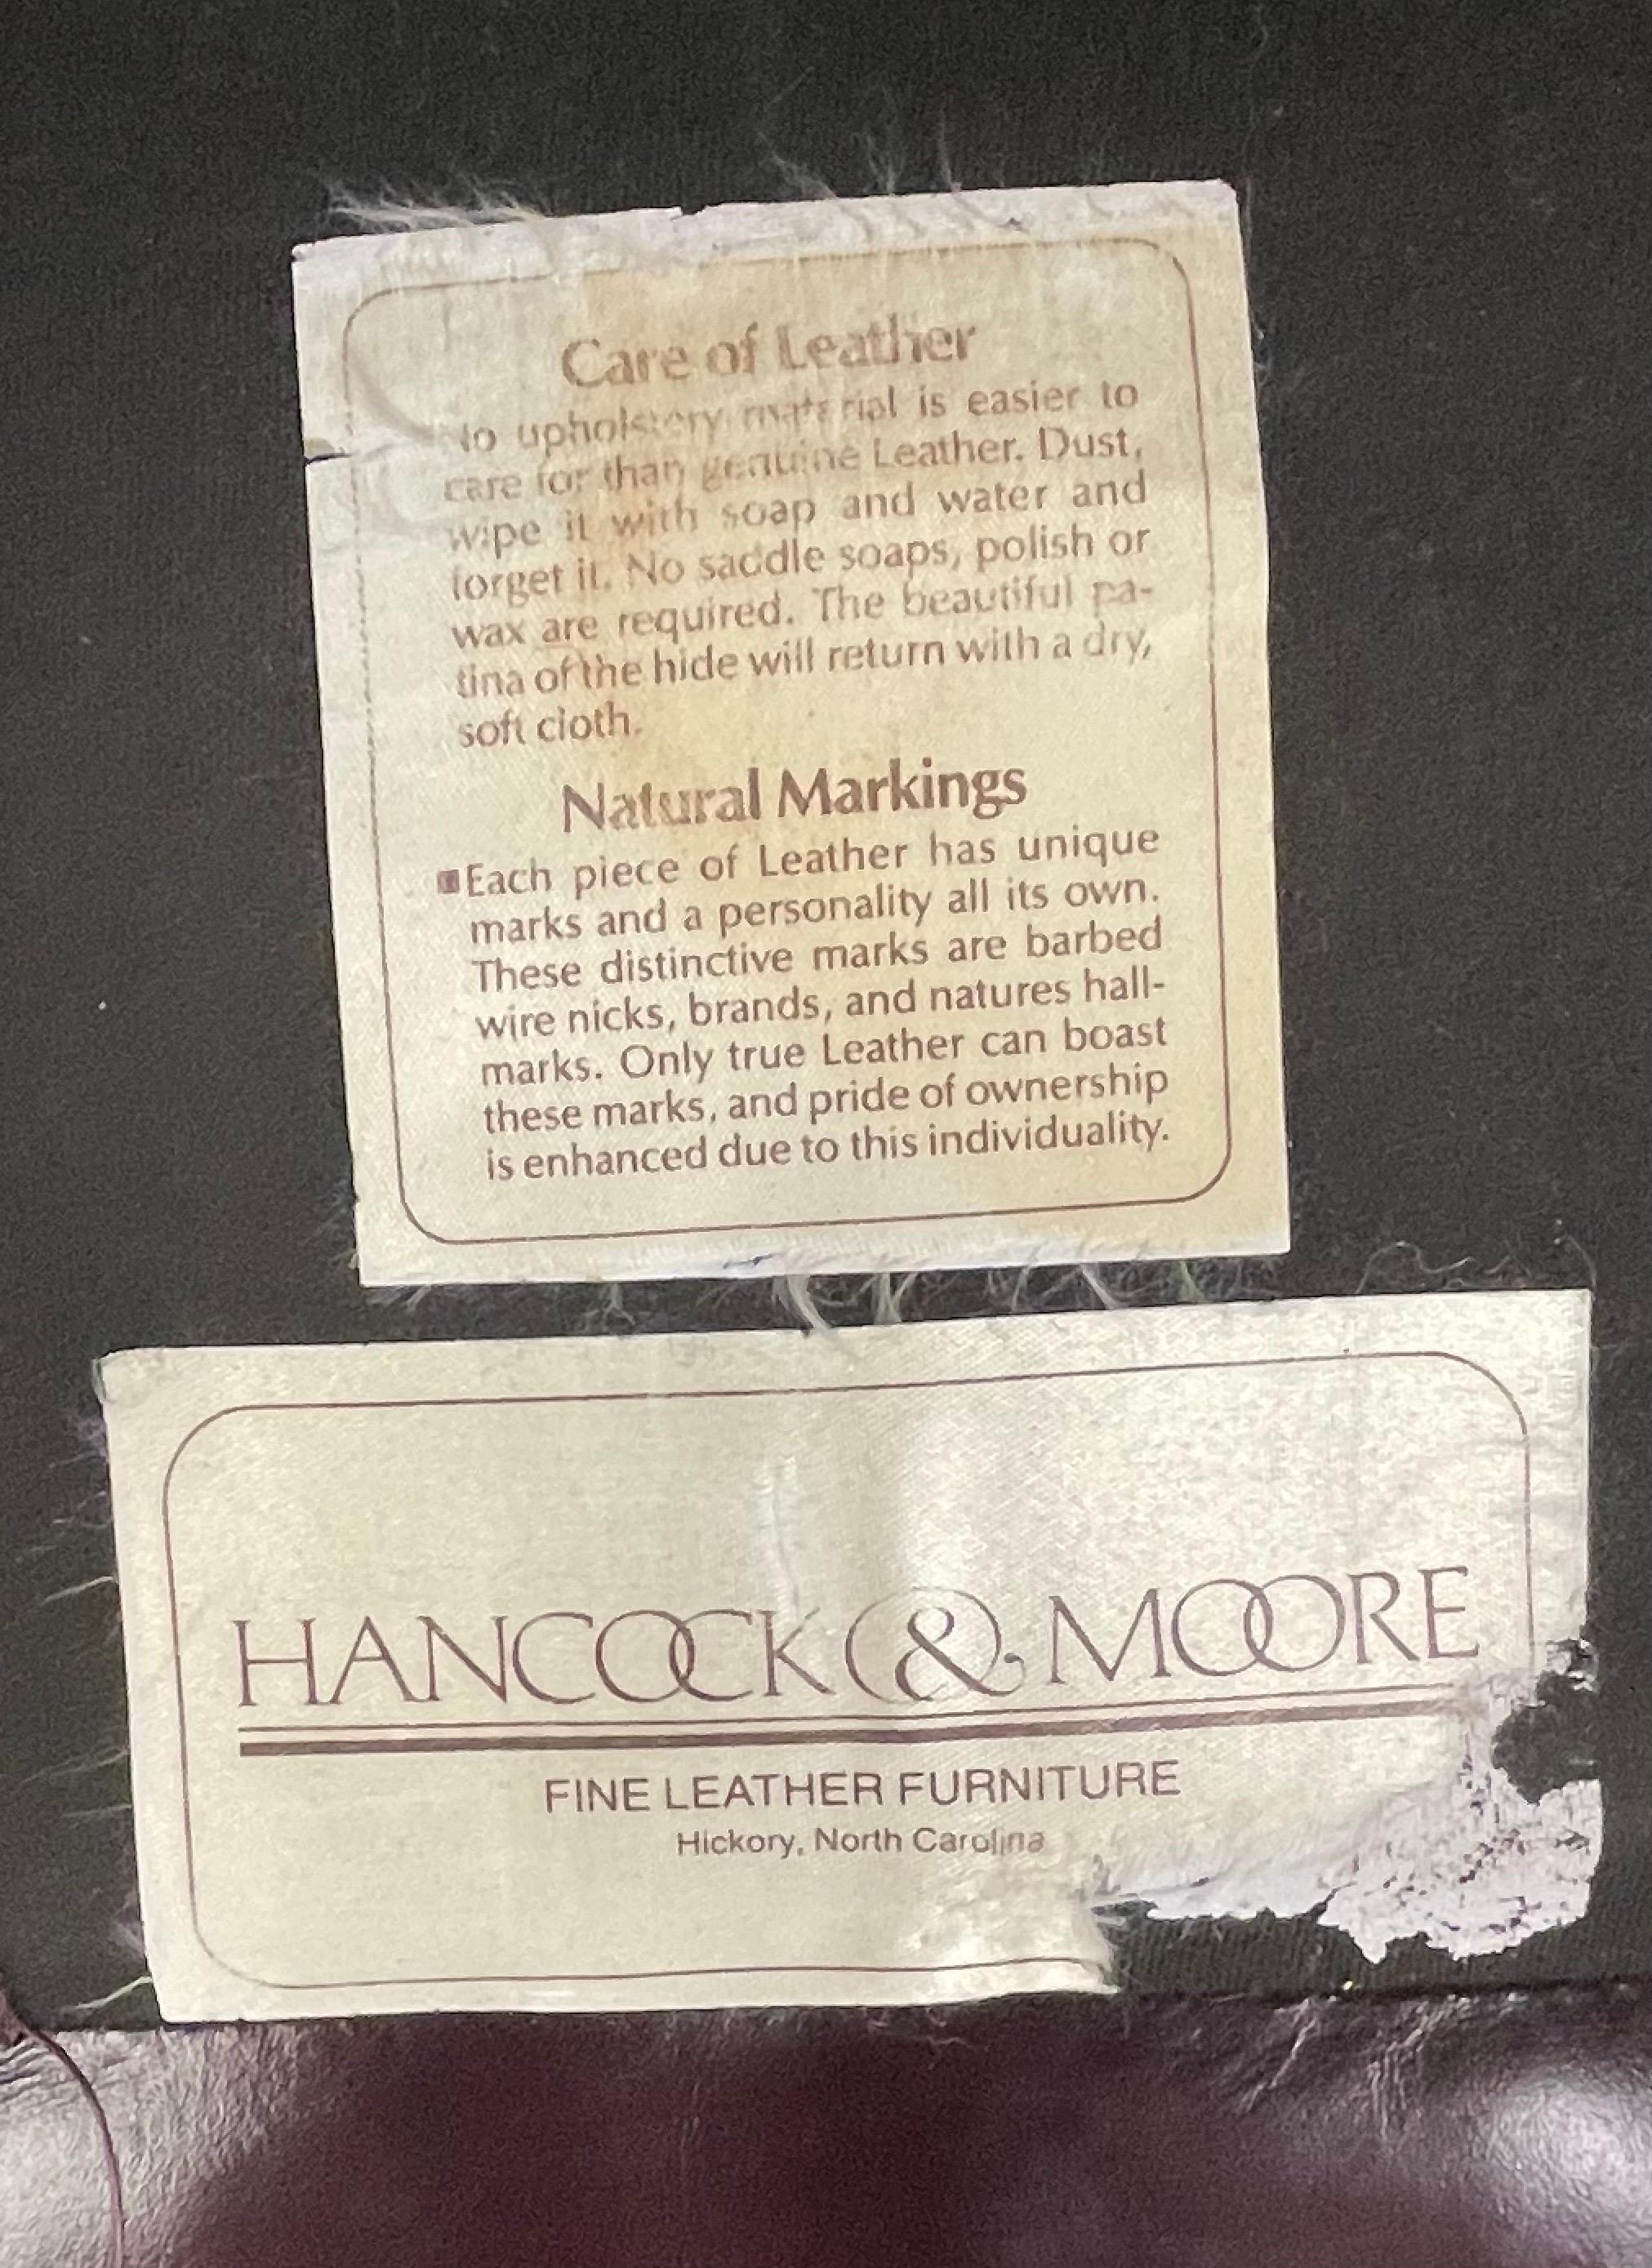 Care of Leather
No upholstery material is easier to
care for than genuine Leather. Dust,
wipe it with soap and water and
forget it. No saddle soaps, polish or
wax are required. The beautiful pa-
tina of the hide will return with a dry,
soft cloth.
Natural Markings
■Each piece of Leather has unique
marks and a personality all its own.
These distinctive marks are barbed
wire nicks, brands, and natures hall-
marks. Only true Leather can boast
these marks, and pride of ownership
is enhanced due to this individuality.
HANCOCK & MOORE
FINE LEATHER FURNITURE
Hickory, North Carolina